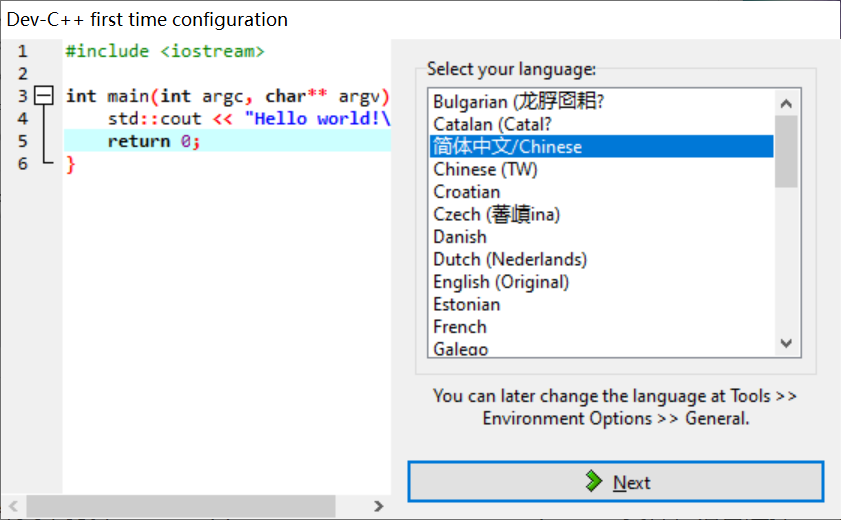 Dev-C++ first time configuration
1 #include <iostream>
2
3 int main(int argc, char** argv)
4 std::cout << "Hello world!\
5 return 0;
6 }
Select your language:
Bulgarian (龙脬囵耜?
Catalan (Catal?
简体中文/Chinese
Chinese (TW)
Croatian
Czech (萫嶿ina)
Danish
Dutch (Nederlands)
English (Original)
Estonian
French
Galego
You can later change the language at Tools >>
Environment Options >> General.
Next